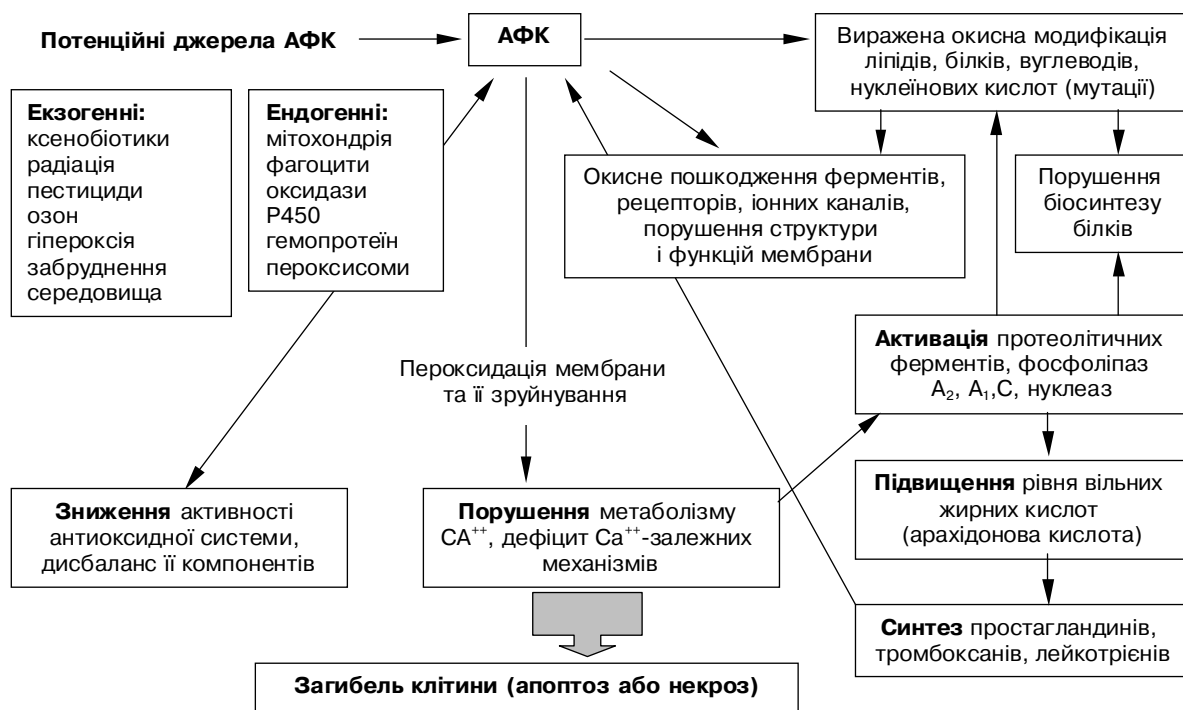 Потенційні джерела АФК
АФК
Виражена окисна модифікація
ліпідів, білків, вуглеводів,
нуклеїнових кислот (мутації)
Екзогенні:
ксенобіотики
радіація
пестициди
озон
гіпероксія
забруднення
середовища
Ендогенні:
мітохондрія
фагоцити
оксидази
Р450
гемопротеїн
пероксисоми
Окисне пошкодження ферментів,
рецепторів, іонних каналів,
порушення структури
і функцій мембрани
Порушення
біосинтезу
білків
Пероксидація мембрани
та її зруйнування
Активація протеолітичних
ферментів, фосфоліпаз
А₂, А₁,С, нуклеаз
Зниження активності
антиоксидної системи,
дисбаланс її компонентів
Порушення метаболізму
СА⁺⁺, дефіцит Са⁺⁺-залежних
механізмів
Підвищення рівня вільних
жирних кислот
(арахідонова кислота)
Синтез простагландинів,
тромбоксанів, лейкотрієнів
Загибель клітини (апоптоз або некроз)